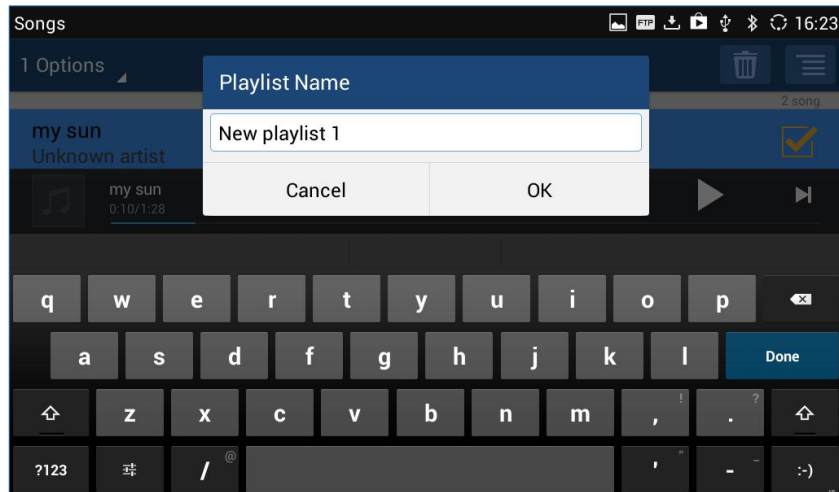 Songs
FTP
16:23
1 Options
Playlist Name
2 song
my sun
New playlist 1
Unknown artist
Cancel
OK
my sun
0:10/1:28
q w e r t y u i o p
a s d f g h j k l Done
z x c v b n m , ! . ?
?123 / @ ' " - _ :-)